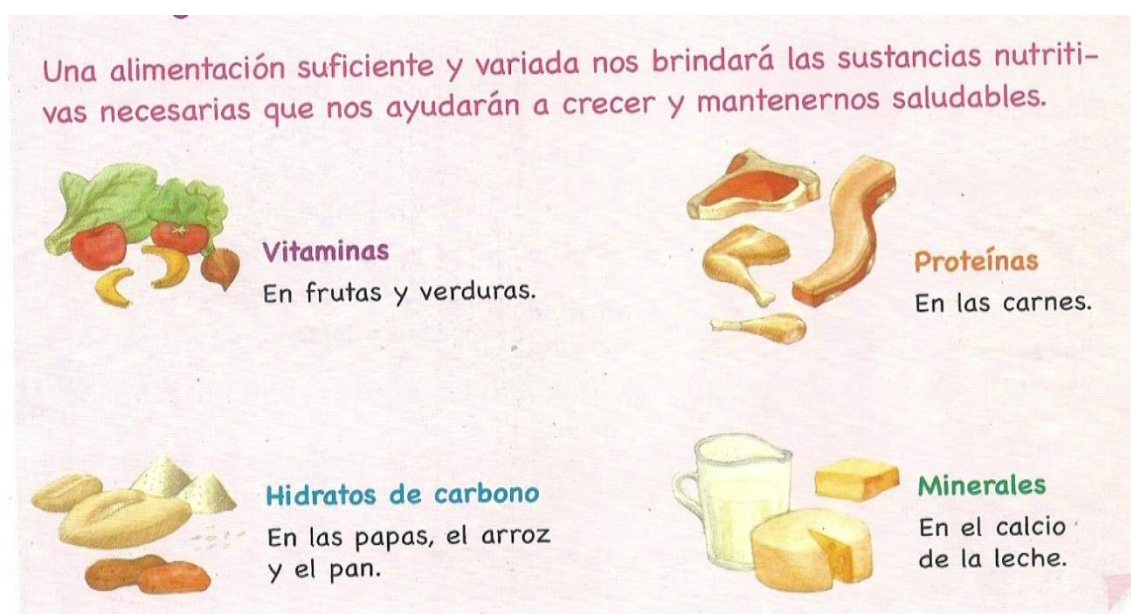 Una alimentación suficiente y variada nos brindará las sustancias nutriti-
vas necesarias que nos ayudarán a crecer y mantenernos saludables.
Vitaminas
En frutas y verduras.
Proteínas
En las carnes.
Hidratos de carbono
En las papas, el arroz
y el pan.
Minerales
En el calcio
de la leche.